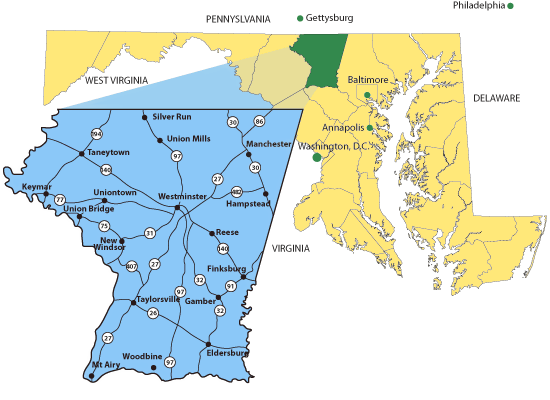 Philadelphia
PENNYSLVANIA
Gettysburg
WEST VIRGINIA
Baltimore
DELAWARE
Annapolis
Washington, D.C.
VIRGINIA
Silver Run
30
86
194
Union Mills
Manchester
97
Taneytown
140
30
27
Keymar
Uniontown
482
77
Westminster
Hampstead
Union Bridge
75
31
Reese
New
Windsor
140
407
27
Finksburg
32
91
97
Taylorsville
Gamber
26
32
27
Eldersburg
Woodbine
97
Mt Airy